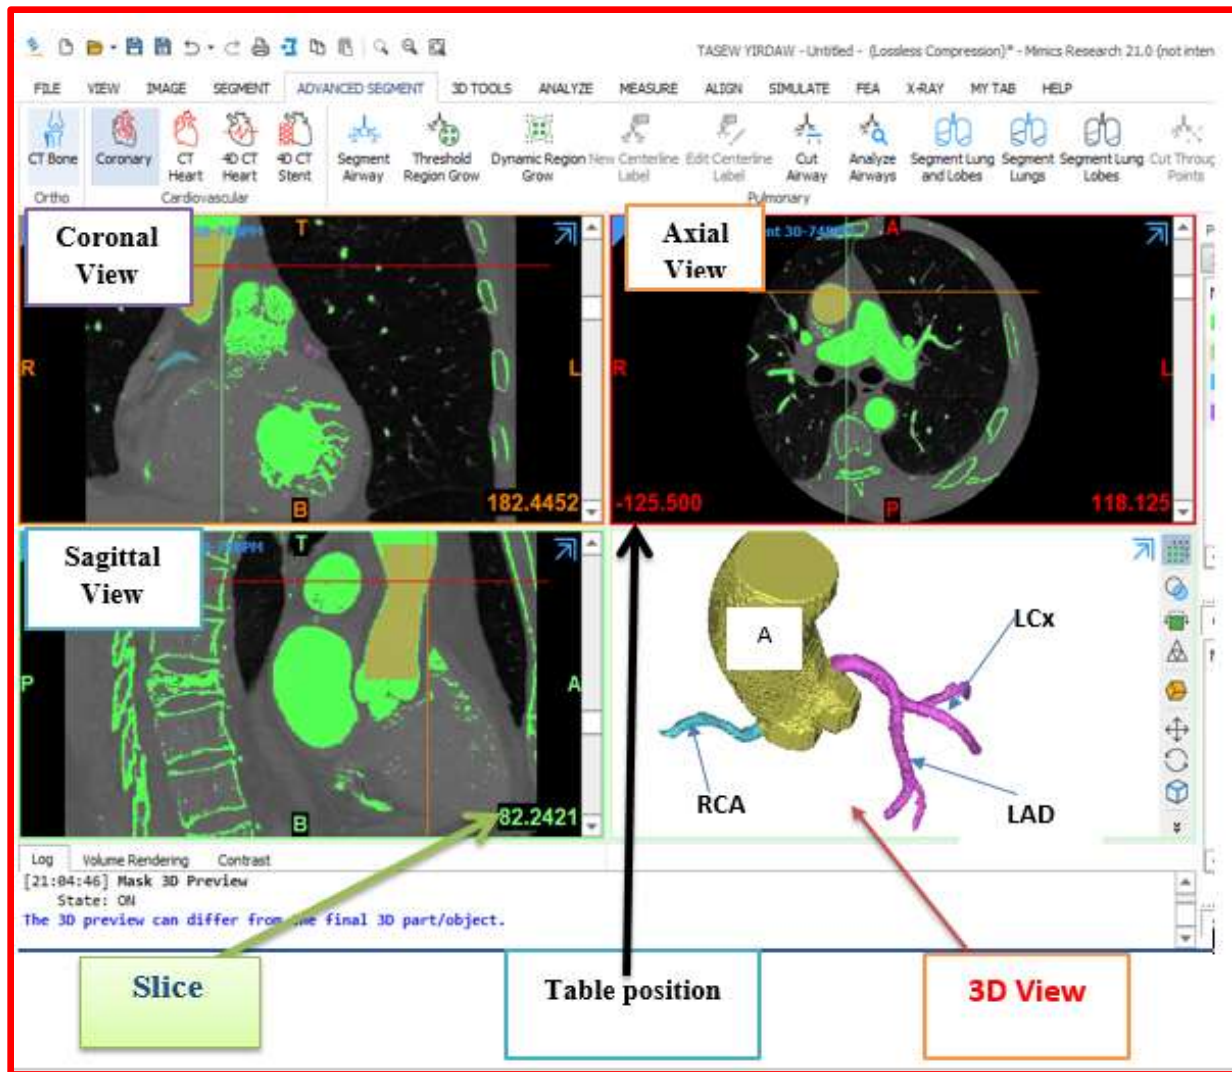 TASEW YIRDAW - Untitled - (Lossless Compression)* - Mimics Research 21.0 (not inten
FILE VIEW IMAGE SEGMENT ADVANCED SEGMENT 3D TOOLS ANALYZE MEASURE ALIGN SIMULATE FEA X-RAY MY TAB HELP
CT Bone Coronary CT Heart 4D CT Heart 4D CT Stent Segment Airway Threshold Region Grow Dynamic Region Grow New Centerline Label Edit Centerline Label Cut Airway Analyze Airways Segment Lung and Lobes Segment Lungs Segment Lung Lobes Cut Throug Points
Ortho Cardiovascular Pulmonary
Coronal
View
T
R
L
B
182.4452
Axial
View
A
R
L
P
-125.500
118.125
Sagittal
View
T
P
A
B
82.2421
A
LCx
RCA
LAD
Log Volume Rendering Contrast
[21:04:46] Mask 3D Preview
State: ON
The 3D preview can differ from the final 3D part/object.
Slice
Table position
3D View